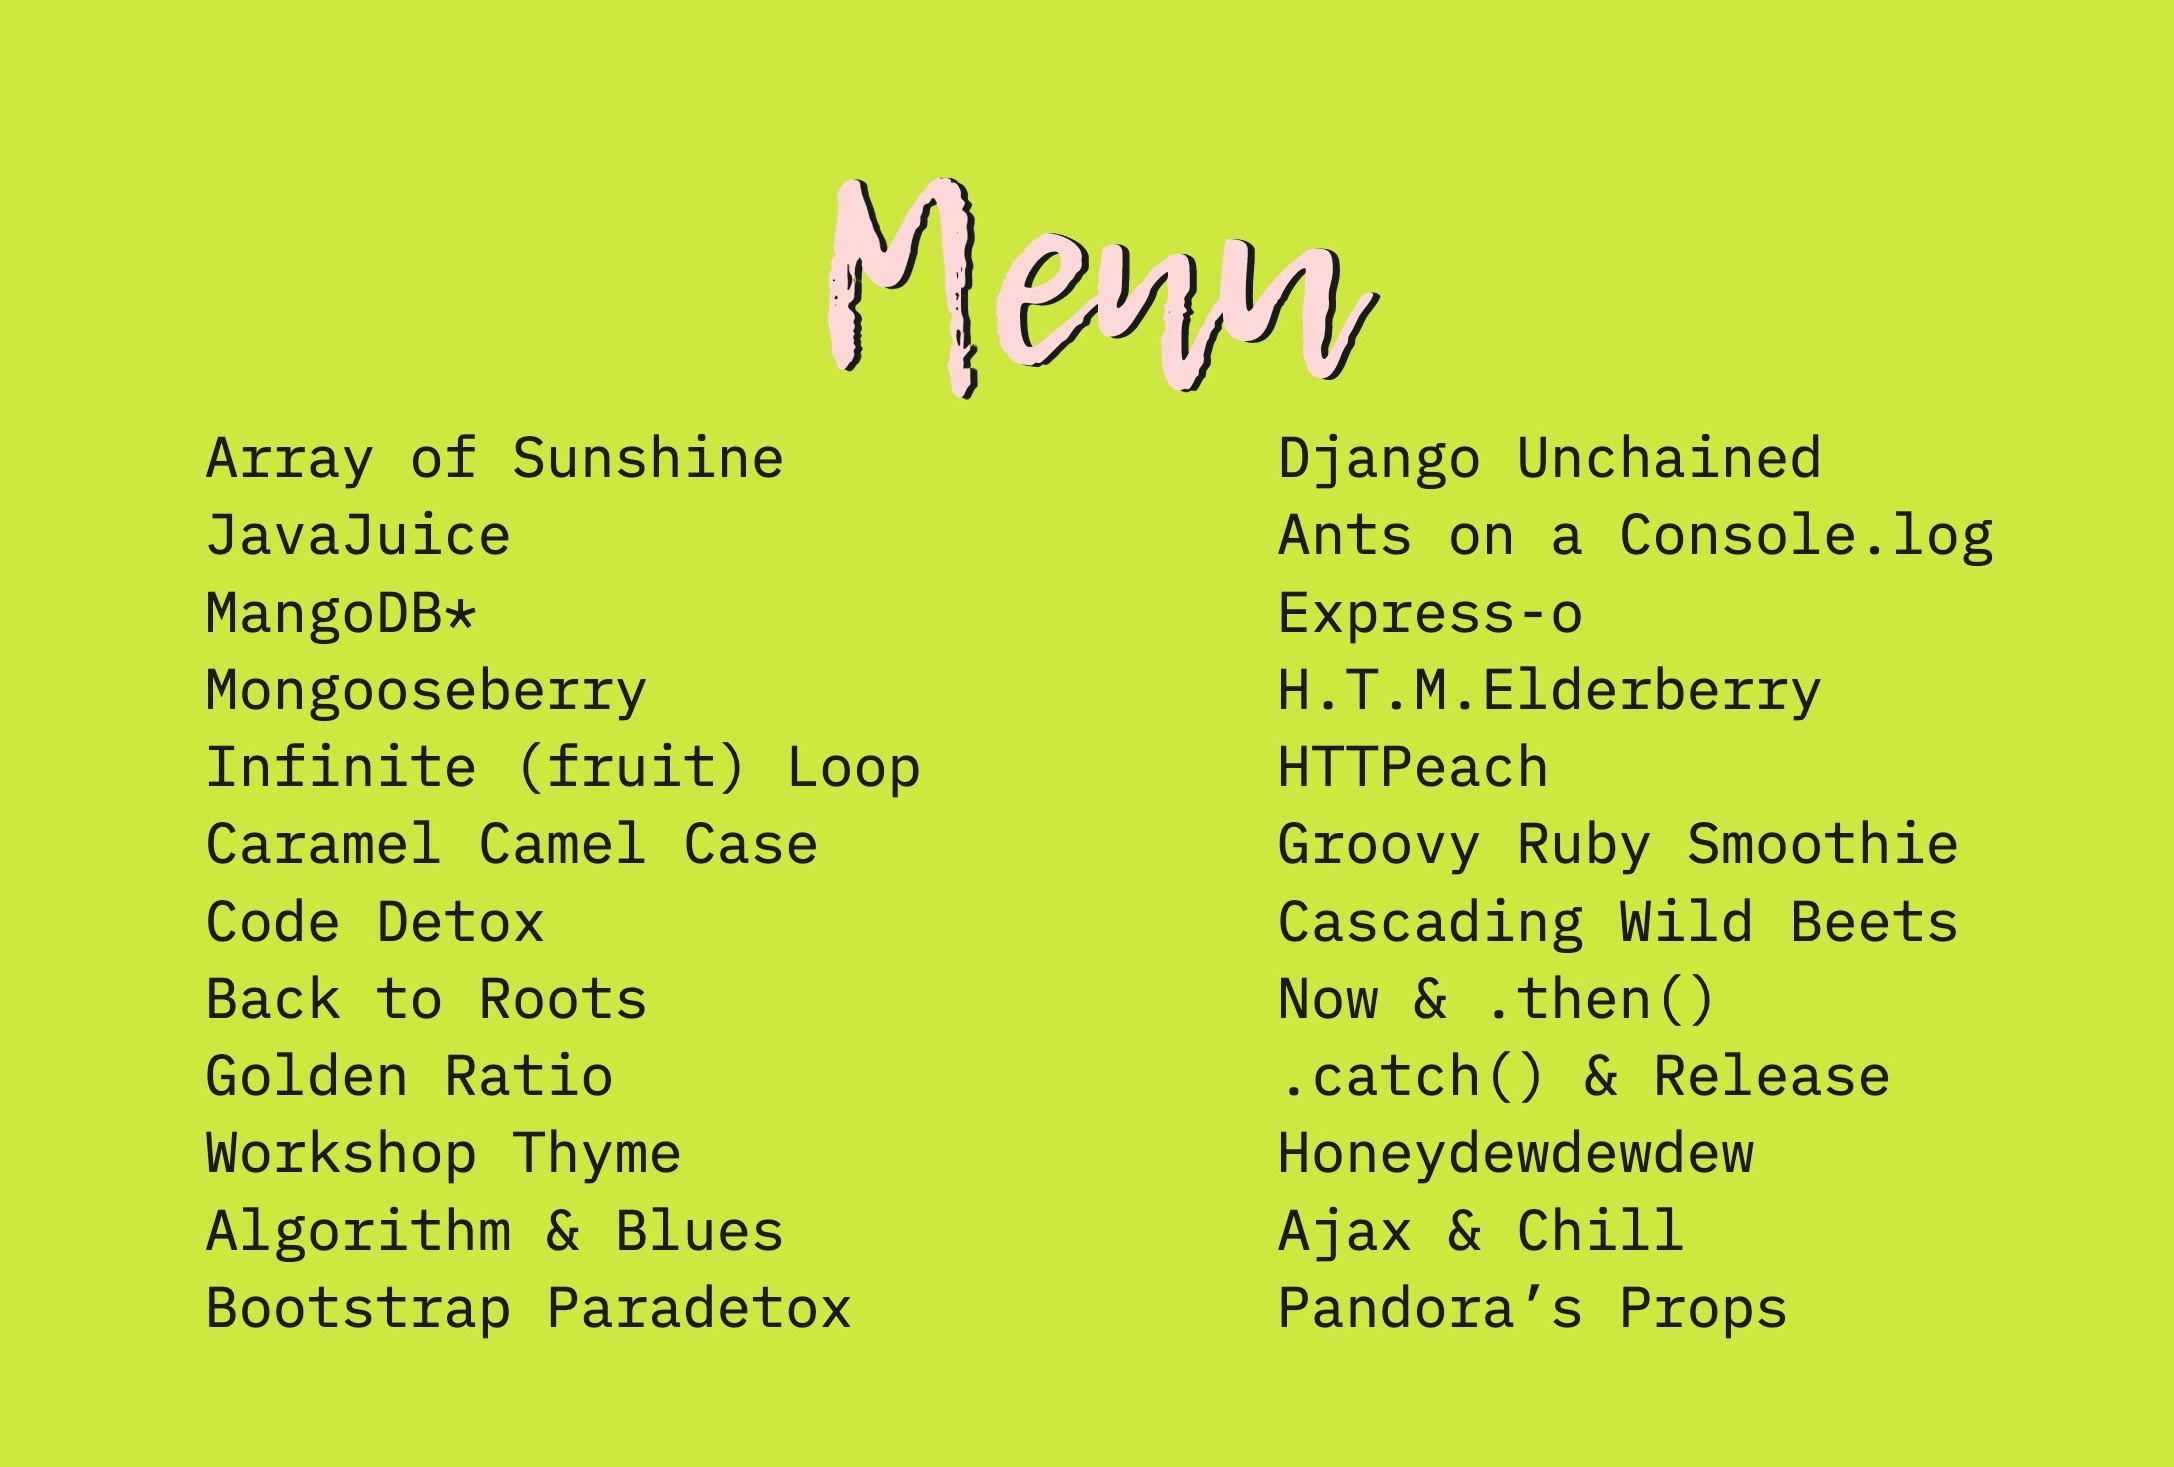 Menu
Array of Sunshine
JavaJuice
MangoDB*
Mongooseberry
Infinite (fruit) Loop
Caramel Camel Case
Code Detox
Back to Roots
Golden Ratio
Workshop Thyme
Algorithm & Blues
Bootstrap Paradetox
Django Unchained
Ants on a Console.log
Express-o
H.T.M.Elderberry
HTTPeach
Groovy Ruby Smoothie
Cascading Wild Beets
Now & .then()
.catch() & Release
Honeydewdewdew
Ajax & Chill
Pandora’s Props